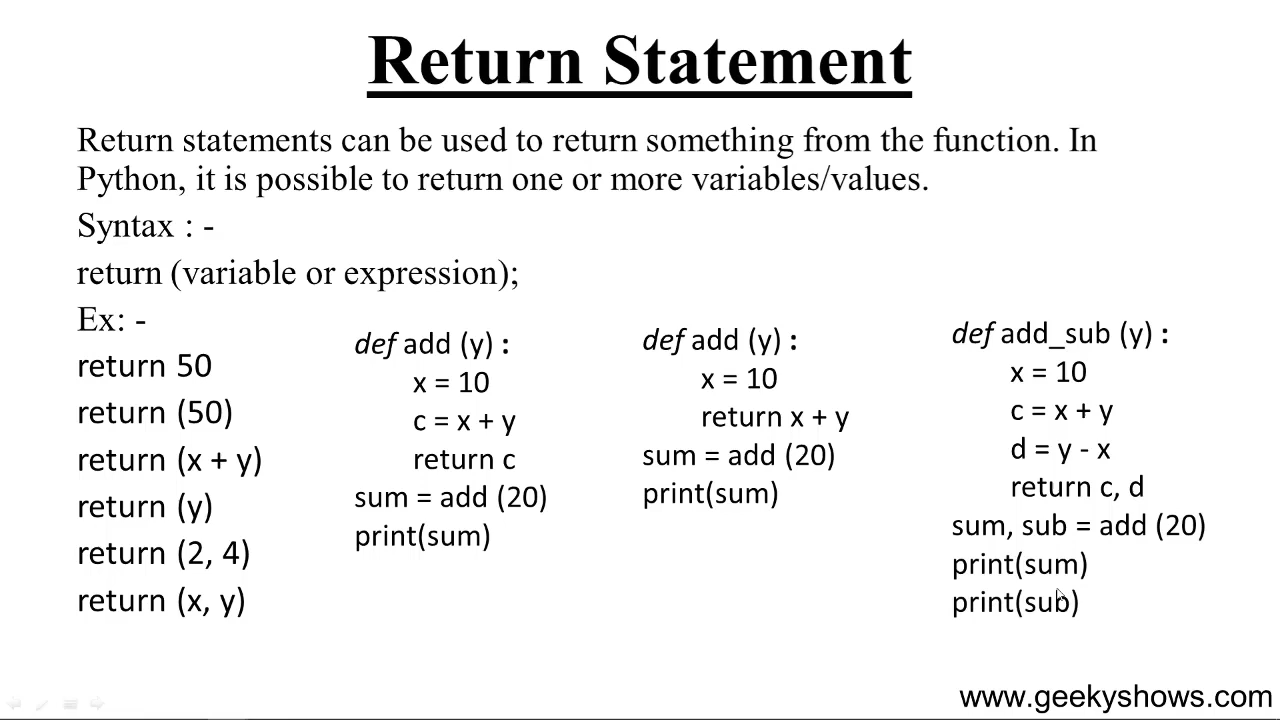 Return Statement
Return statements can be used to return something from the function. In
Python, it is possible to return one or more variables/values.
Syntax : -
return (variable or expression);
Ex: -
return 50
return (50)
return (x + y)
return (y)
return (2, 4)
return (x, y)
def add (y) :
x = 10
c = x + y
return c
sum = add (20)
print(sum)
def add (y) :
x = 10
return x + y
sum = add (20)
print(sum)
def add_sub (y) :
x = 10
c = x + y
d = y - x
return c, d
sum, sub = add (20)
print(sum)
print(sub)
www.geekyshows.com